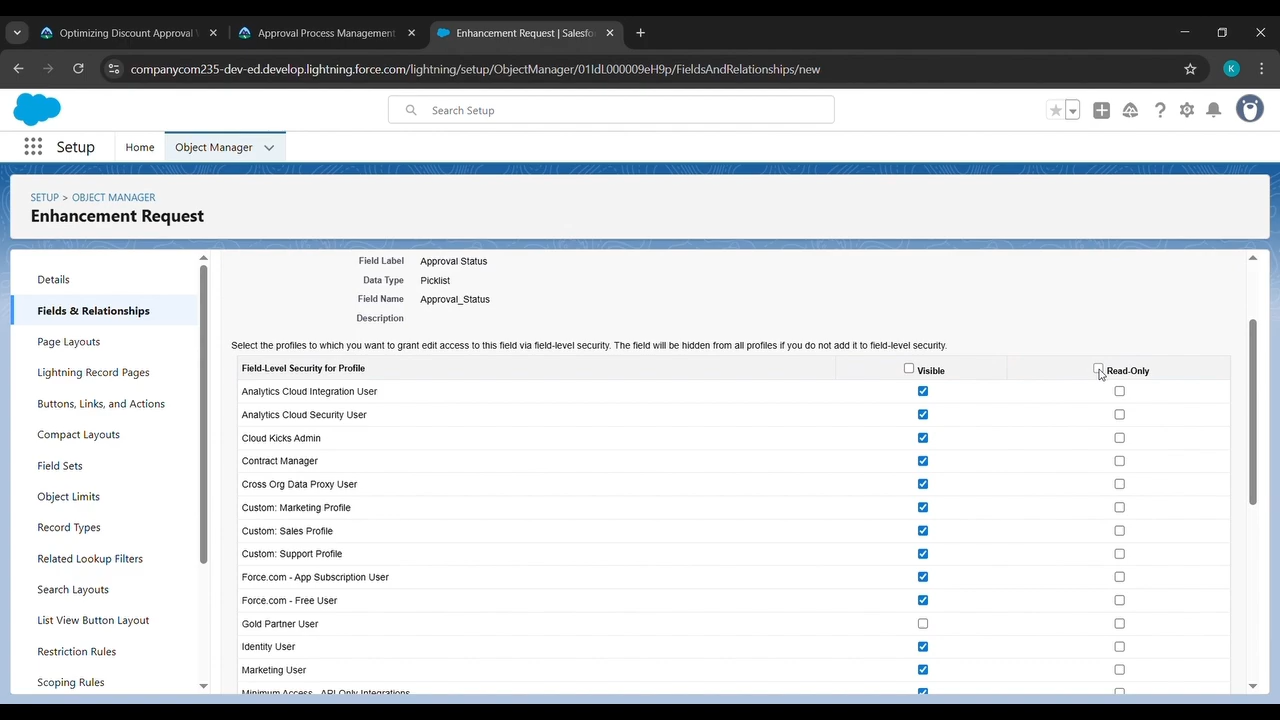 Optimizing Discount Approval
Approval Process Management
Enhancement Request | Salesfo
companycom235-dev-ed.develop.lightning.force.com/lightning/setup/ObjectManager/01IdL000009eH9p/FieldsAndRelationships/new
K
Search Setup
Setup
Home
Object Manager
SETUP > OBJECT MANAGER
Enhancement Request
Details
Fields & Relationships
Page Layouts
Lightning Record Pages
Buttons, Links, and Actions
Compact Layouts
Field Sets
Object Limits
Record Types
Related Lookup Filters
Search Layouts
List View Button Layout
Restriction Rules
Scoping Rules
Field Label Approval Status
Data Type Picklist
Field Name Approval_Status
Description
Select the profiles to which you want to grant edit access to this field via field-level security. The field will be hidden from all profiles if you do not add it to field-level security.
Field-Level Security for Profile Visible Read-Only
Analytics Cloud Integration User
Analytics Cloud Security User
Cloud Kicks Admin
Contract Manager
Cross Org Data Proxy User
Custom: Marketing Profile
Custom: Sales Profile
Custom: Support Profile
Force.com - App Subscription User
Force.com - Free User
Gold Partner User
Identity User
Marketing User
Minimum Access - API Only Integrations